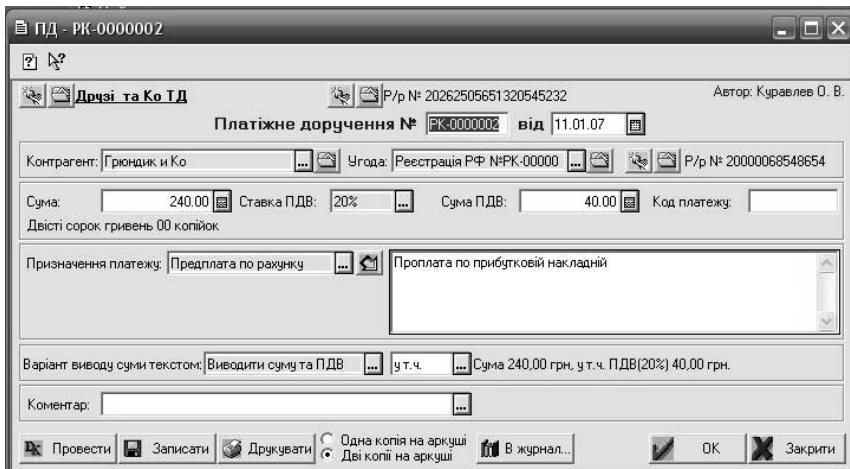 ПД - РК-0000002
Друзі та Ко ТД Р/р № 20262505651320545232 Автор: Куравлев О. В.
Платіжне доручення № РК-0000002 від 11.01.07
Контрагент: Грюндик и Ко ... Угода: Реєстрація РФ №РК-00000 ... Р/р № 20000068548654
Сума: 240.00 Ставка ПДВ: 20% ... Сума ПДВ: 40.00 Код платежу:
Двісті сорок гривень 00 копійок
Призначення платежу: Предплата по рахунку ... Проплата по прибутковій накладній
Варіант виводу суми текстом: Виводити суму та ПДВ ... у т.ч. ... Сума 240,00 грн, у т.ч. ПДВ(20%) 40,00 грн.
Коментар: ...
Провести Записати Друкувати Одна копія на аркуші В журнал... OK Закрити
Дві копії на аркуші